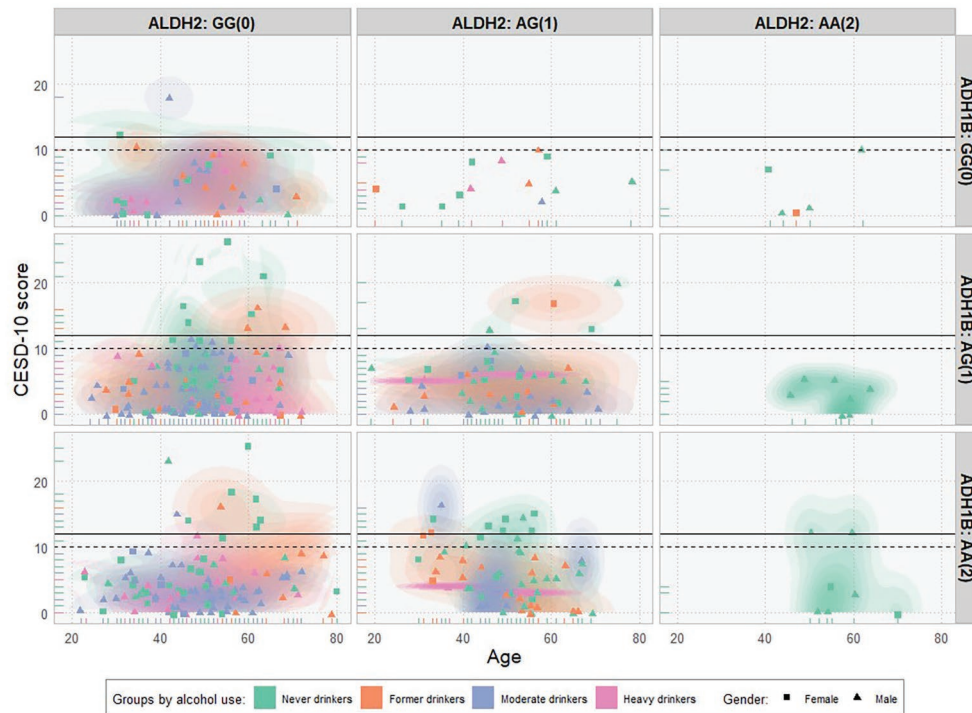 ALDH2: GG(0) ALDH2: AG(1) ALDH2: AA(2)
20
10
0
ADH1B: GG(0)
20
10
0
ADH1B: AG(1)
20
10
0
ADH1B: AA(2)
CESD-10 score
20 40 60 80 20 40 60 80 20 40 60 80
Age
Groups by alcohol use: Never drinkers Former drinkers Moderate drinkers Heavy drinkers Gender: Female Male